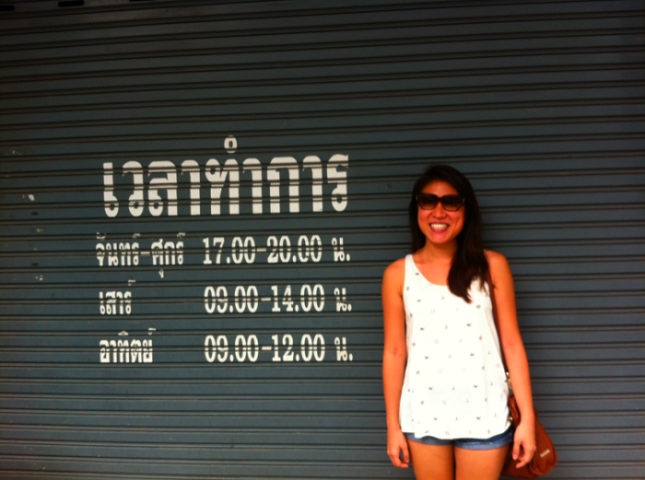 เวลาทำการ
จันทร์-ศุกร์ 17.00-20.00 น.
เสาร์ 09.00-14.00 น.
อาทิตย์ 09.00-12.00 น.